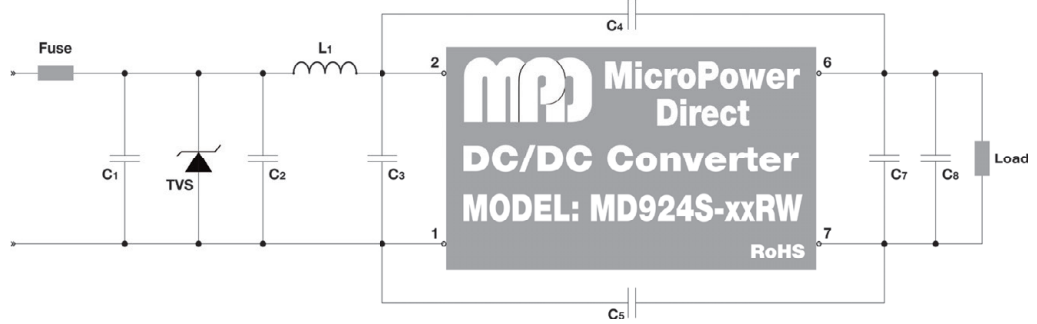 C4
Fuse
L1
2
6
MPD
MicroPower
Direct
DC/DC Converter
C1
TVS
C2
C3
C7
C8
Load
MODEL: MD924S-xxRW
1
7
RoHS
C5